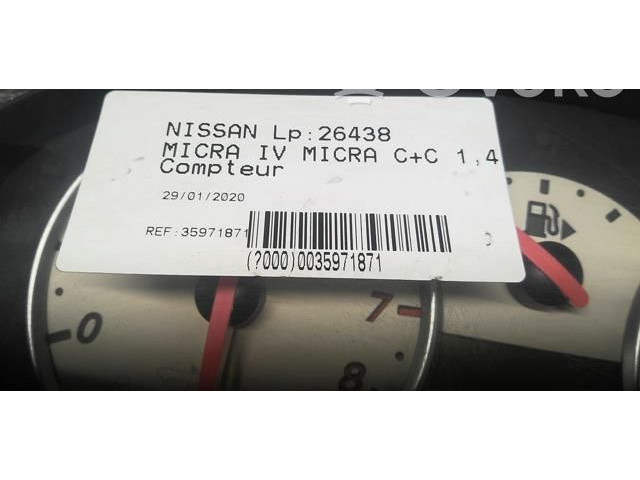 NISSAN Lp:26438
MICRA IV MICRA C+C 1,4
Compteur
29/01/2020
REF:35971871
(?000)0035971871
0
7
8